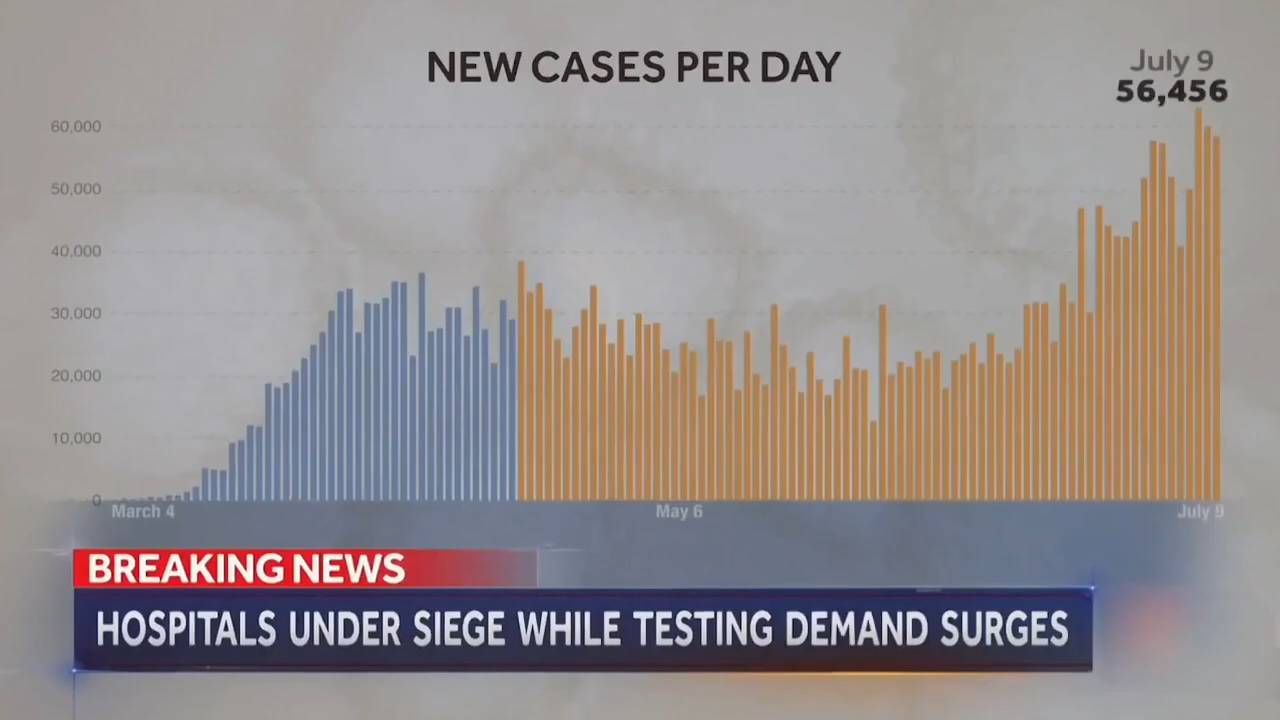 NEW CASES PER DAY
July 9
56,456
60,000
50,000
40,000
30,000
20,000
10,000
0
March 4
May 6
July 9
BREAKING NEWS
HOSPITALS UNDER SIEGE WHILE TESTING DEMAND SURGES